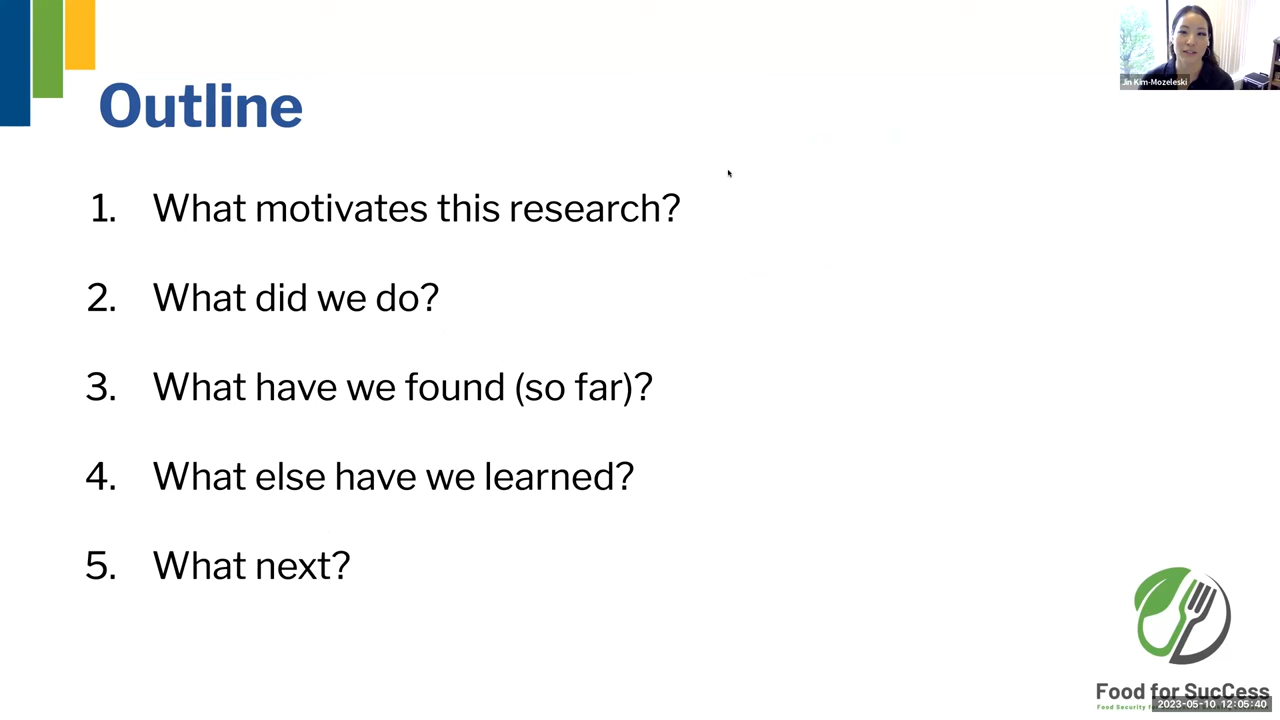 Jin Kim-Mozeleski
Outline
1. What motivates this research?
2. What did we do?
3. What have we found (so far)?
4. What else have we learned?
5. What next?
Food for SucCess
Food Security
2023-05-10 12:05:40